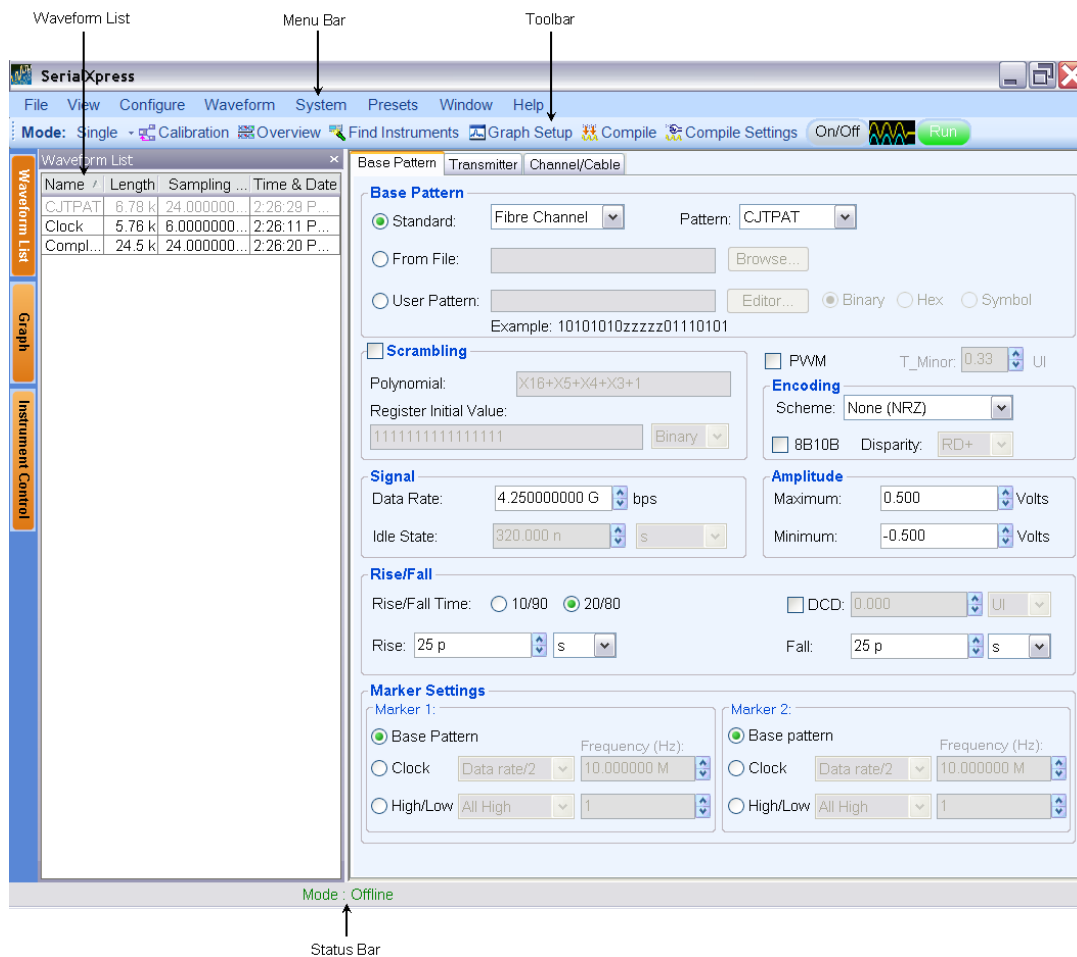 Waveform List
Menu Bar
Toolbar
SerialXpress
File View Configure Waveform System Presets Window Help
Mode: Single Calibration Overview Find Instruments Graph Setup Compile Compile Settings On/Off Run
Waveform List
Graph
Instrument Control
Waveform List ×
Name / Length Sampling ... Time & Date
CJTPAT 6.78 k 24.000000... 2:26:29 P...
Clock 5.76 k 6.0000000... 2:26:11 P...
Compl... 24.5 k 24.000000... 2:26:20 P...
Base Pattern Transmitter Channel/Cable
Base Pattern
Standard: Fibre Channel Pattern: CJTPAT
From File: Browse...
User Pattern: Editor... Binary Hex Symbol
Example: 10101010zzzzz01110101
Scrambling
Polynomial: X16+X5+X4+X3+1
Register Initial Value:
1111111111111111 Binary
PWM T_Minor: 0.33 UI
Encoding
Scheme: None (NRZ)
8B10B Disparity: RD+
Signal
Data Rate: 4.250000000 G bps
Idle State: 320.000 n s
Amplitude
Maximum: 0.500 Volts
Minimum: -0.500 Volts
Rise/Fall
Rise/Fall Time: 10/90 20/80 DCD: 0.000 UI
Rise: 25 p s Fall: 25 p s
Marker Settings
Marker 1:
Base Pattern
Frequency (Hz):
Clock Data rate/2 10.000000 M
High/Low All High 1
Marker 2:
Base pattern
Frequency (Hz):
Clock Data rate/2 10.000000 M
High/Low All High 1
Mode : Offline
Status Bar